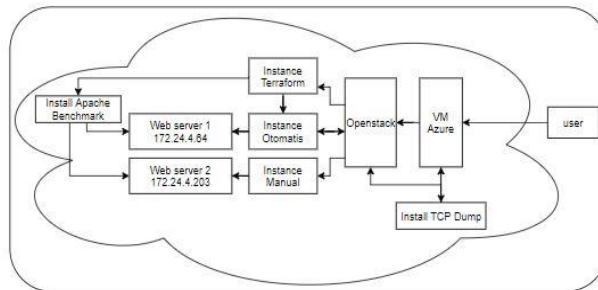 Instance
Terraform
Install Apache
Benchmark
Web server 1
172.24.4.64
Instance
Otomatis
Openstack
VM
Azure
user
Web server 2
172.24.4.203
Instance
Manual
Install TCP Dump